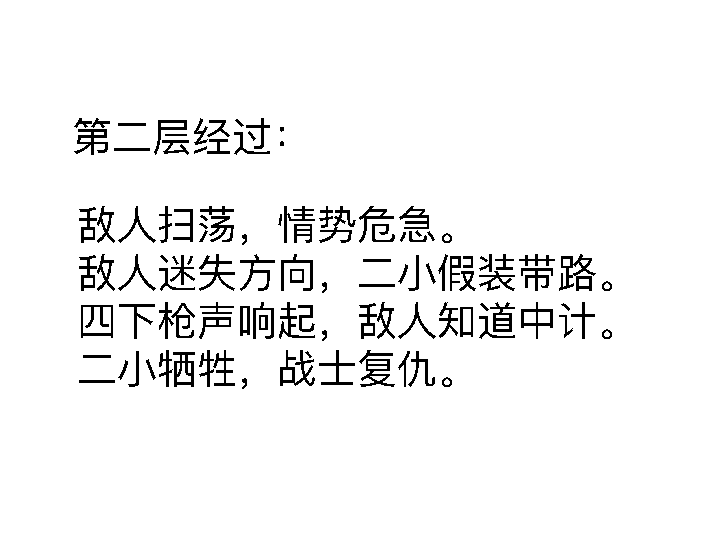 第二层经过：
敌人扫荡，情势危急。
敌人迷失方向，二小假装带路。
四下枪声响起，敌人知道中计。
二小牺牲，战士复仇。